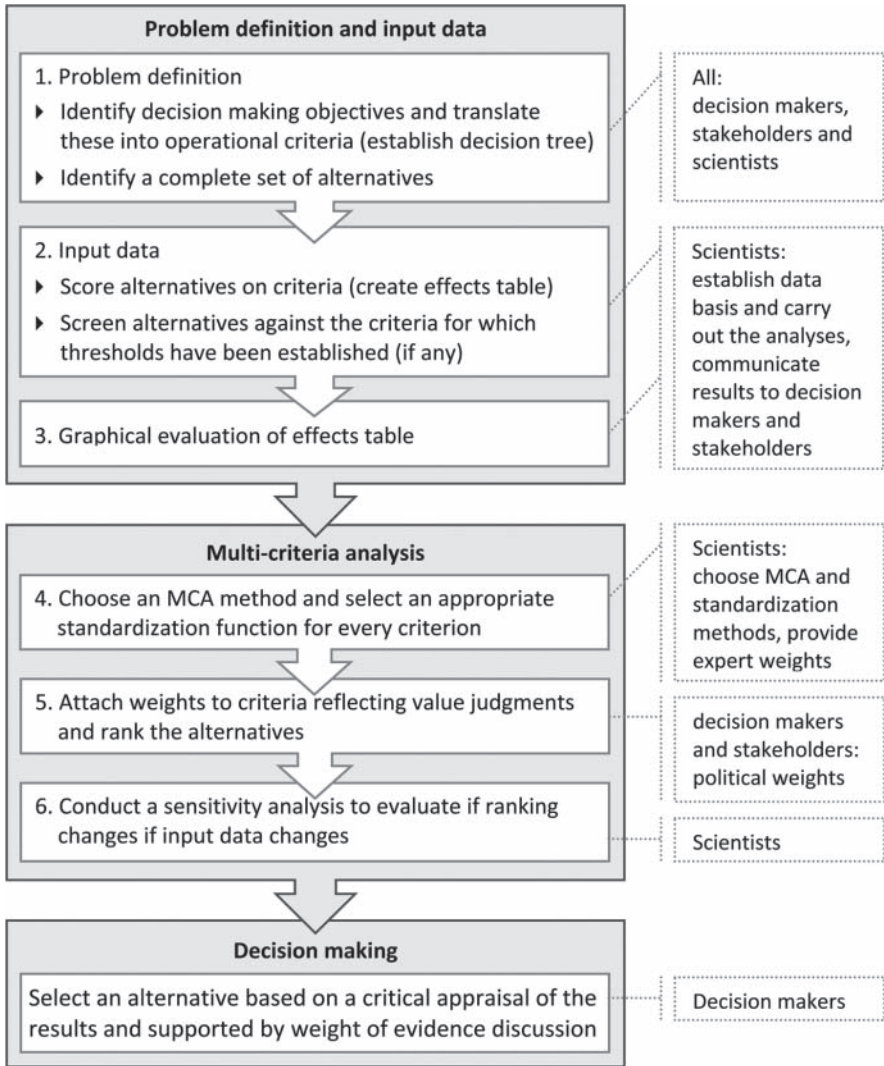 Problem definition and input data
1. Problem definition
‣ Identify decision making objectives and translate
these into operational criteria (establish decision tree)
‣ Identify a complete set of alternatives
All:
decision makers,
stakeholders and
scientists
2. Input data
‣ Score alternatives on criteria (create effects table)
‣ Screen alternatives against the criteria for which
thresholds have been established (if any)
3. Graphical evaluation of effects table
Scientists:
establish data
basis and carry
out the analyses,
communicate
results to decision
makers and
stakeholders
Multi-criteria analysis
4. Choose an MCA method and select an appropriate
standardization function for every criterion
Scientists:
choose MCA and
standardization
methods, provide
expert weights
5. Attach weights to criteria reflecting value judgments
and rank the alternatives
decision makers
and stakeholders:
political weights
6. Conduct a sensitivity analysis to evaluate if ranking
changes if input data changes
Scientists
Decision making
Select an alternative based on a critical appraisal of the
results and supported by weight of evidence discussion
Decision makers